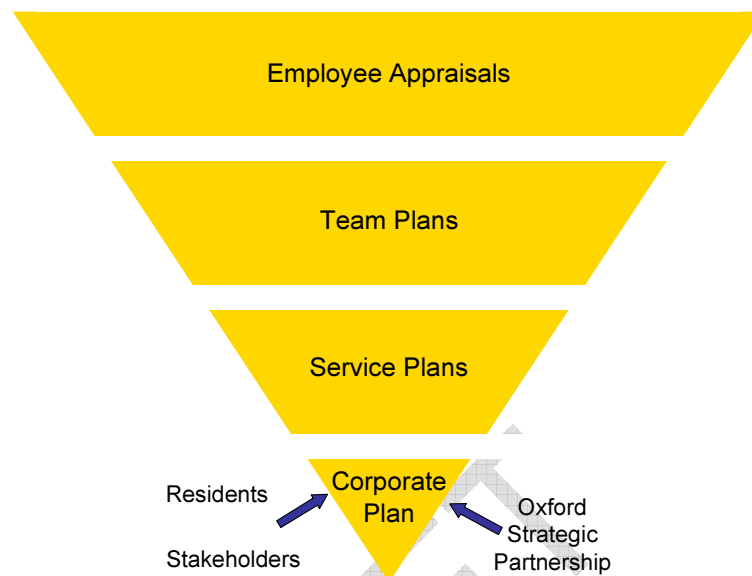 Employee Appraisals
Team Plans
Service Plans
Corporate
Plan
Residents
Stakeholders
Oxford
Strategic
Partnership